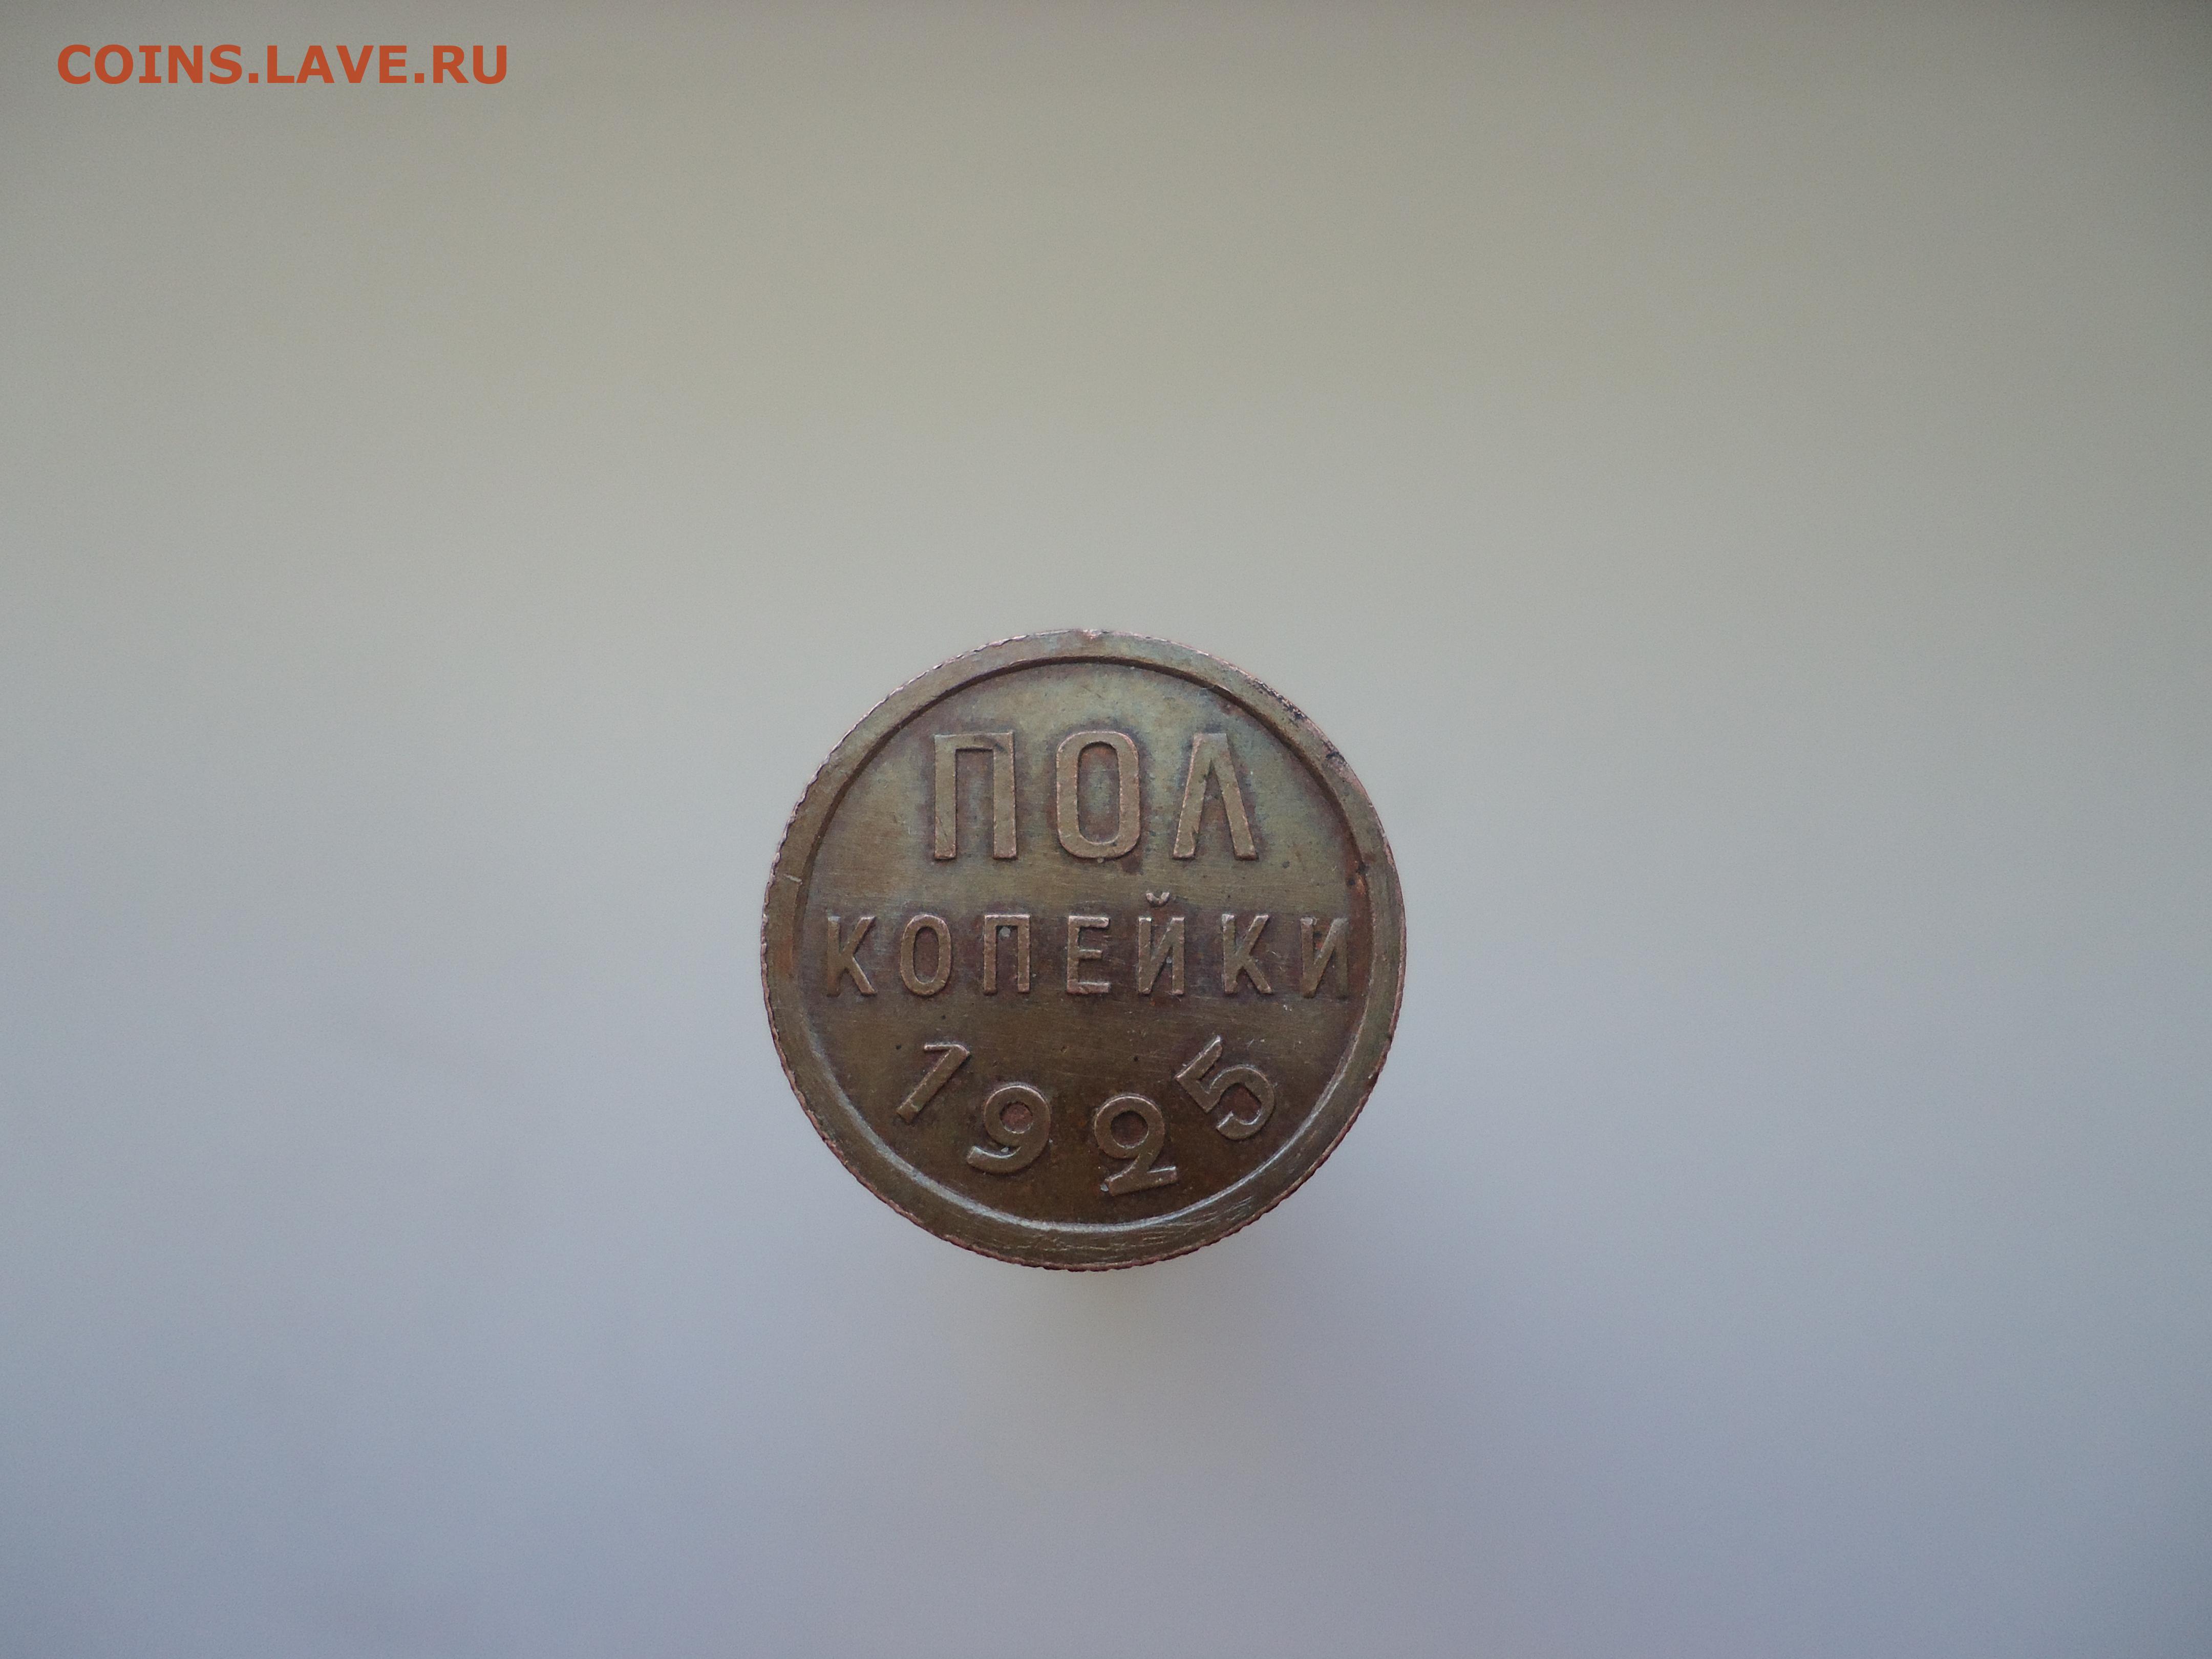 COINS.LAVE.RU
ПОЛ
КОПЕЙКИ
1925